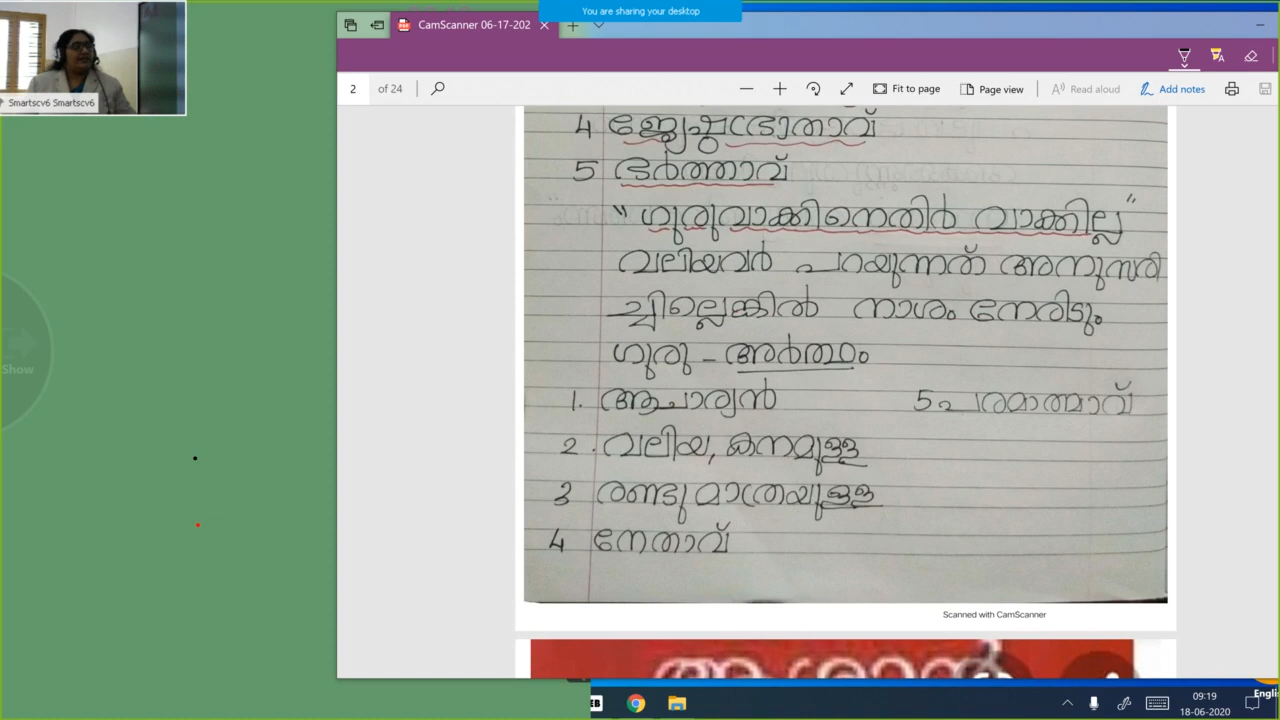 You are sharing your desktop
CamScanner 06-17-202
2 of 24
Fit to page
Page view
Read aloud
Add notes
Smartscv6 Smartscv6
Show
4 ജ്യേഷ്ഠഭ്രാതാവ്
5 ഭർത്താവ്
"ഗുരുവാക്കിനെതിർ വാക്കില്ല"
വലിയവർ പറയുന്നത് അനുസരി
ച്ചില്ലെങ്കിൽ നാശം നേരിടും
ഗുരു - അർത്ഥം
1. ആചാര്യൻ 5 പരമാത്മാവ്
2. വലിയ, കനമുള്ള
3 രണ്ടു മാത്രയുള്ള
4 നേതാവ്
Scanned with CamScanner
09:19
18-06-2020